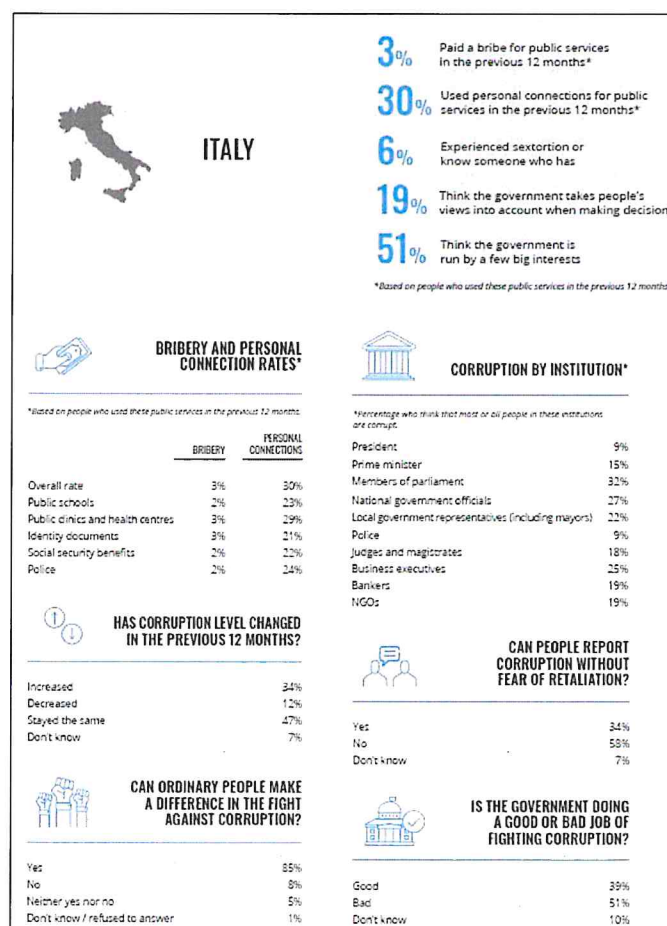 ITALY
3% Paid a bribe for public services
in the previous 12 months*
30% Used personal connections for public
services in the previous 12 months*
6% Experienced sextortion or
know someone who has
19% Think the government takes people's
views into account when making decision
51% Think the government is
run by a few big interests
*Based on people who used these public services in the previous 12 months
BRIBERY AND PERSONAL
CONNECTION RATES*
*Based on people who used these public services in the previous 12 months.
BRIBERY PERSONAL
CONNECTIONS
Overall rate 3% 30%
Public schools 2% 23%
Public clinics and health centres 3% 29%
Identity documents 3% 21%
Social security benefits 2% 22%
Police 2% 24%
HAS CORRUPTION LEVEL CHANGED
IN THE PREVIOUS 12 MONTHS?
Increased 34%
Decreased 12%
Stayed the same 47%
Don't know 7%
CAN ORDINARY PEOPLE MAKE
A DIFFERENCE IN THE FIGHT
AGAINST CORRUPTION?
Yes 85%
No 8%
Neither yes nor no 5%
Don't know / refused to answer 1%
CORRUPTION BY INSTITUTION*
*Percentage who think that most or all people in these institutions
are corrupt.
President 9%
Prime minister 15%
Members of parliament 32%
National government officials 27%
Local government representatives (including mayors) 22%
Police 9%
Judges and magistrates 18%
Business executives 25%
Bankers 19%
NGOs 19%
CAN PEOPLE REPORT
CORRUPTION WITHOUT
FEAR OF RETALIATION?
Yes 34%
No 58%
Don't know 7%
IS THE GOVERNMENT DOING
A GOOD OR BAD JOB OF
FIGHTING CORRUPTION?
Good 39%
Bad 51%
Don't know 10%